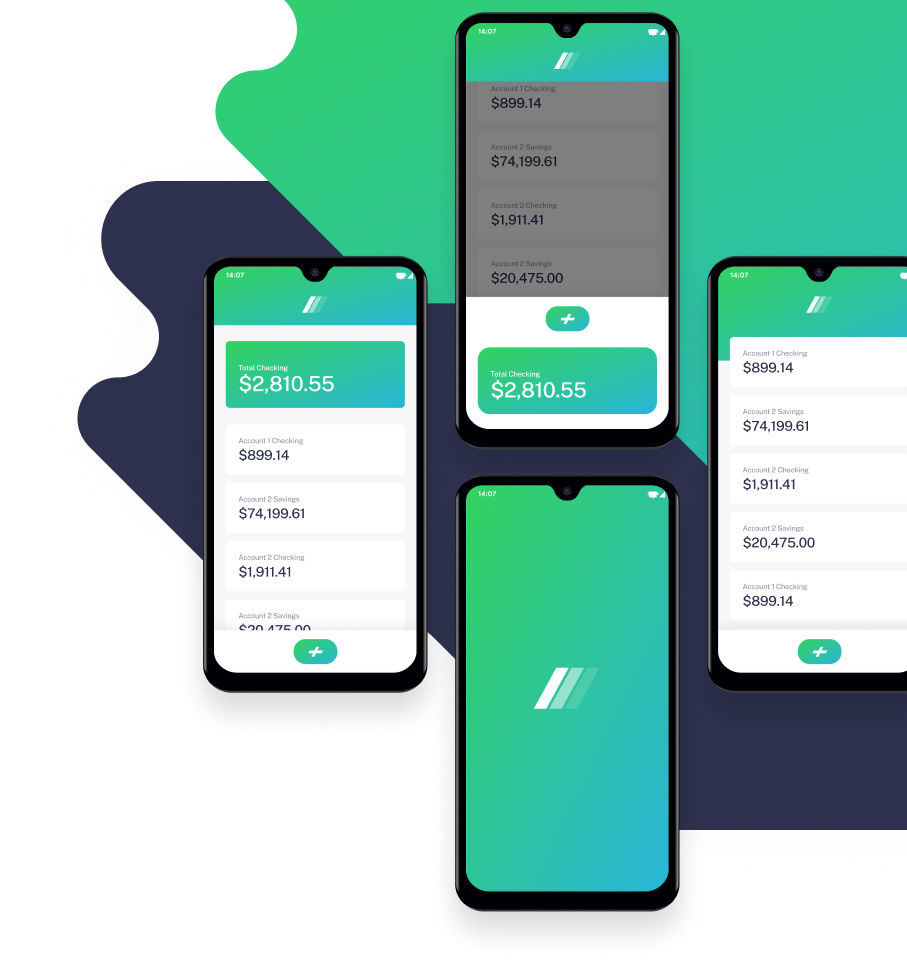 14:07
Account 1 Checking
$899.14
Account 2 Savings
$74,199.61
Account 2 Checking
$1,911.41
Account 2 Savings
$20,475.00
Total Checking
$2,810.55
14:07
Total Checking
$2,810.55
Account 1 Checking
$899.14
Account 2 Savings
$74,199.61
Account 2 Checking
$1,911.41
Account 2 Savings
$20,475.00
14:07
Account 1 Checking
$899.14
Account 2 Savings
$74,199.61
Account 2 Checking
$1,911.41
Account 2 Savings
$20,475.00
Account 1 Checking
$899.14
14:07